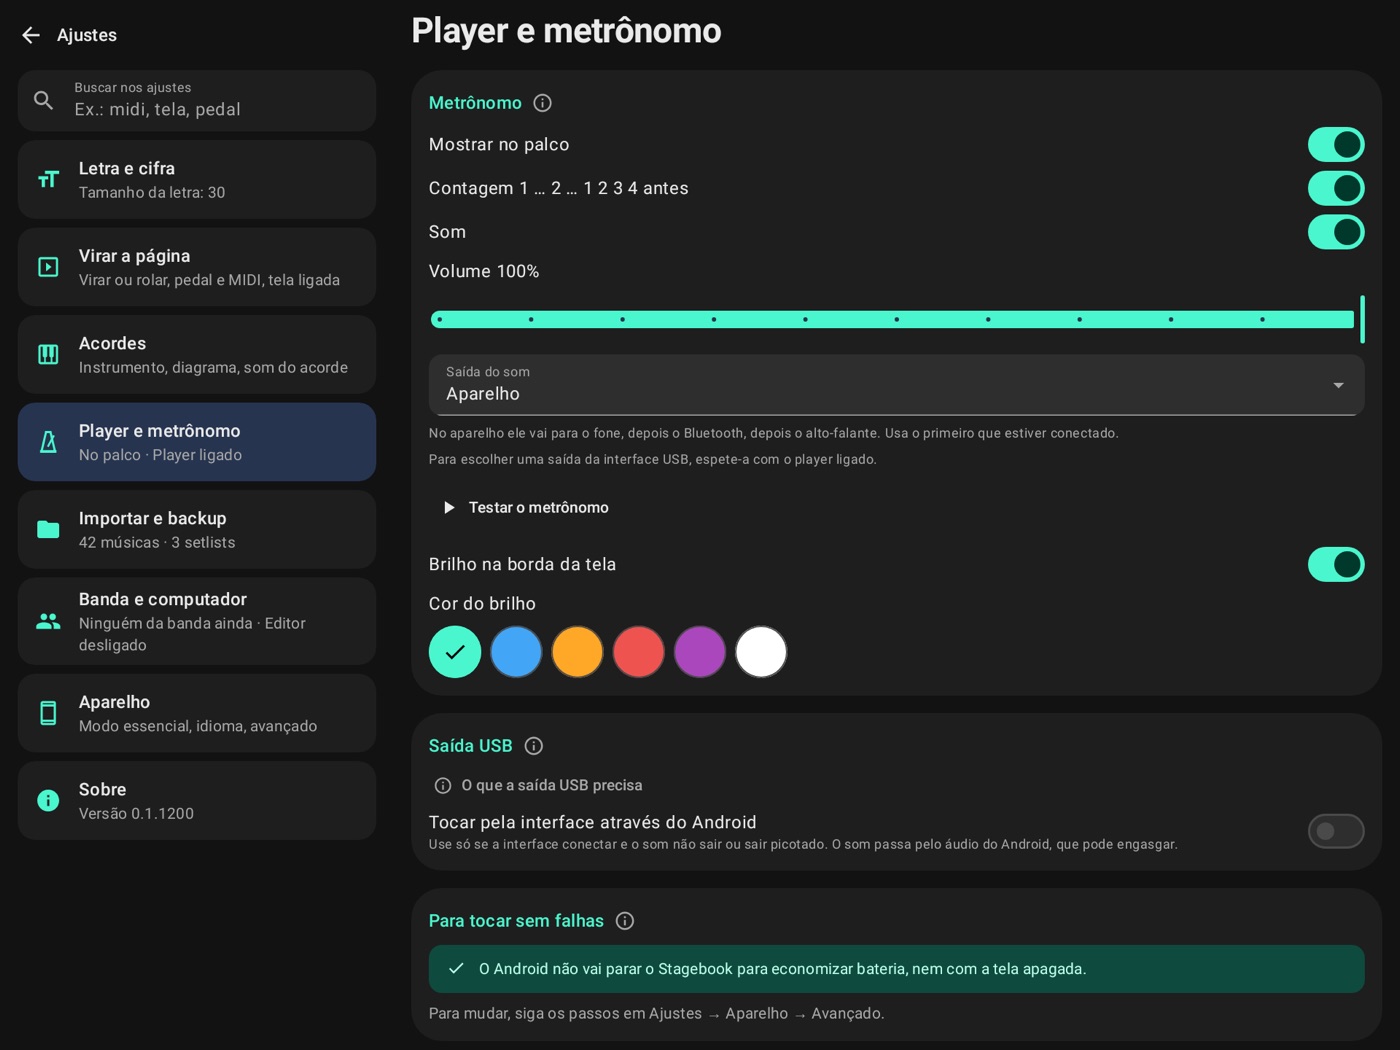 Ajustes
Buscar nos ajustes
Ex.: midi, tela, pedal
Letra e cifra
Tamanho da letra: 30
Virar a página
Virar ou rolar, pedal e MIDI, tela ligada
Acordes
Instrumento, diagrama, som do acorde
Player e metrônomo
No palco · Player ligado
Importar e backup
42 músicas · 3 setlists
Banda e computador
Ninguém da banda ainda · Editor
desligado
Aparelho
Modo essencial, idioma, avançado
Sobre
Versão 0.1.1200
Player e metrônomo
Metrônomo
Mostrar no palco
Contagem 1 … 2 … 1 2 3 4 antes
Som
Volume 100%
Saída do som
Aparelho
No aparelho ele vai para o fone, depois o Bluetooth, depois o alto-falante. Usa o primeiro que estiver conectado.
Para escolher uma saída da interface USB, espete-a com o player ligado.
Testar o metrônomo
Brilho na borda da tela
Cor do brilho
Saída USB
O que a saída USB precisa
Tocar pela interface através do Android
Use só se a interface conectar e o som não sair ou sair picotado. O som passa pelo áudio do Android, que pode engasgar.
Para tocar sem falhas
O Android não vai parar o Stagebook para economizar bateria, nem com a tela apagada.
Para mudar, siga os passos em Ajustes → Aparelho → Avançado.